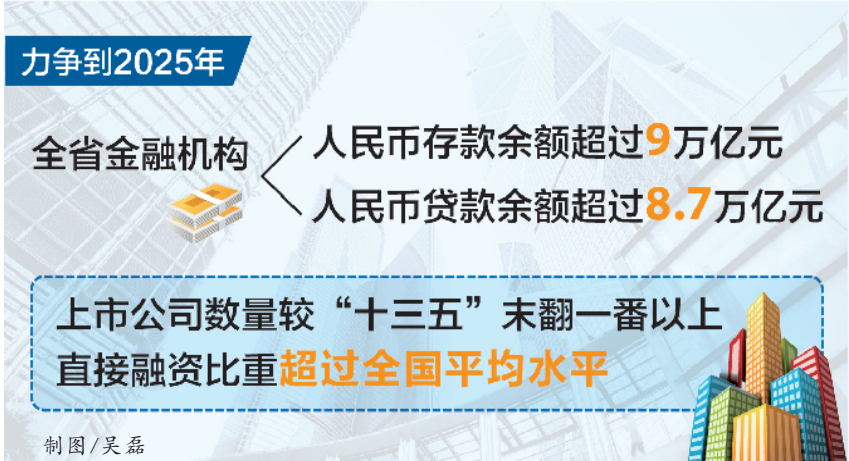 力争到2025年
全省金融机构
人民币存款余额超过9万亿元
人民币贷款余额超过8.7万亿元
上市公司数量较“十三五”末翻一番以上
直接融资比重超过全国平均水平
制图/吴磊